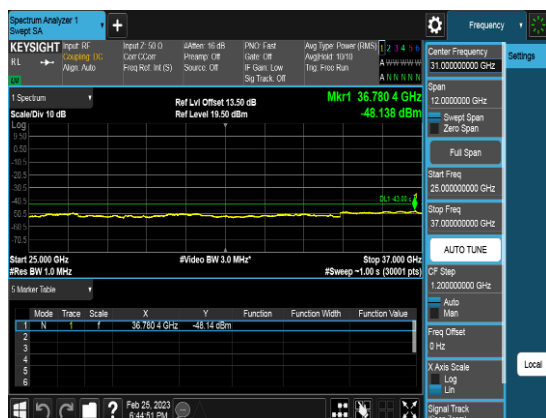 Spectrum Analyzer 1
Swept SA
+
Frequency
KEYSIGHT
Input: RF
Coupling: DC
Align: Auto
Input Z: 50 Ω
Corr CCorr
Freq Ref: Int (S)
#Atten: 16 dB
Preamp: Off
Source: Off
PNO: Fast
Gate: Off
IF Gain: Low
Sig Track: Off
Avg Type: Power (RMS)
Avg|Hold: 10/10
Trig: Free Run
1 2 3 4 5 6
A W W W W W
A N N N N N
RL
Center Frequency
31.000000000 GHz
Settings
Span
12.0000000 GHz
Swept Span
Zero Span
Full Span
Start Freq
25.000000000 GHz
Stop Freq
37.000000000 GHz
AUTO TUNE
CF Step
1.200000000 GHz
Auto
Man
Freq Offset
0 Hz
X Axis Scale
Log
Lin
Signal Track
Local
1 Spectrum
Scale/Div 10 dB
Ref Lvl Offset 13.50 dB
Ref Level 19.50 dBm
Mkr1 36.780 4 GHz
-48.138 dBm
Log
9.50
-0.50
-10.5
-20.5
-30.5
-40.5
-50.5
-60.5
-70.5
1
Start 25.000 GHz
#Res BW 1.0 MHz
#Video BW 3.0 MHz*
Stop 37.000 GHz
#Sweep ~1.00 s (30001 pts)
5 Marker Table
Mode Trace Scale X Y Function Function Width Function Value
1 N 1 f 36.780 4 GHz -48.14 dBm
2
3
4
5
6
Feb 25, 2023
6:44:51 PM